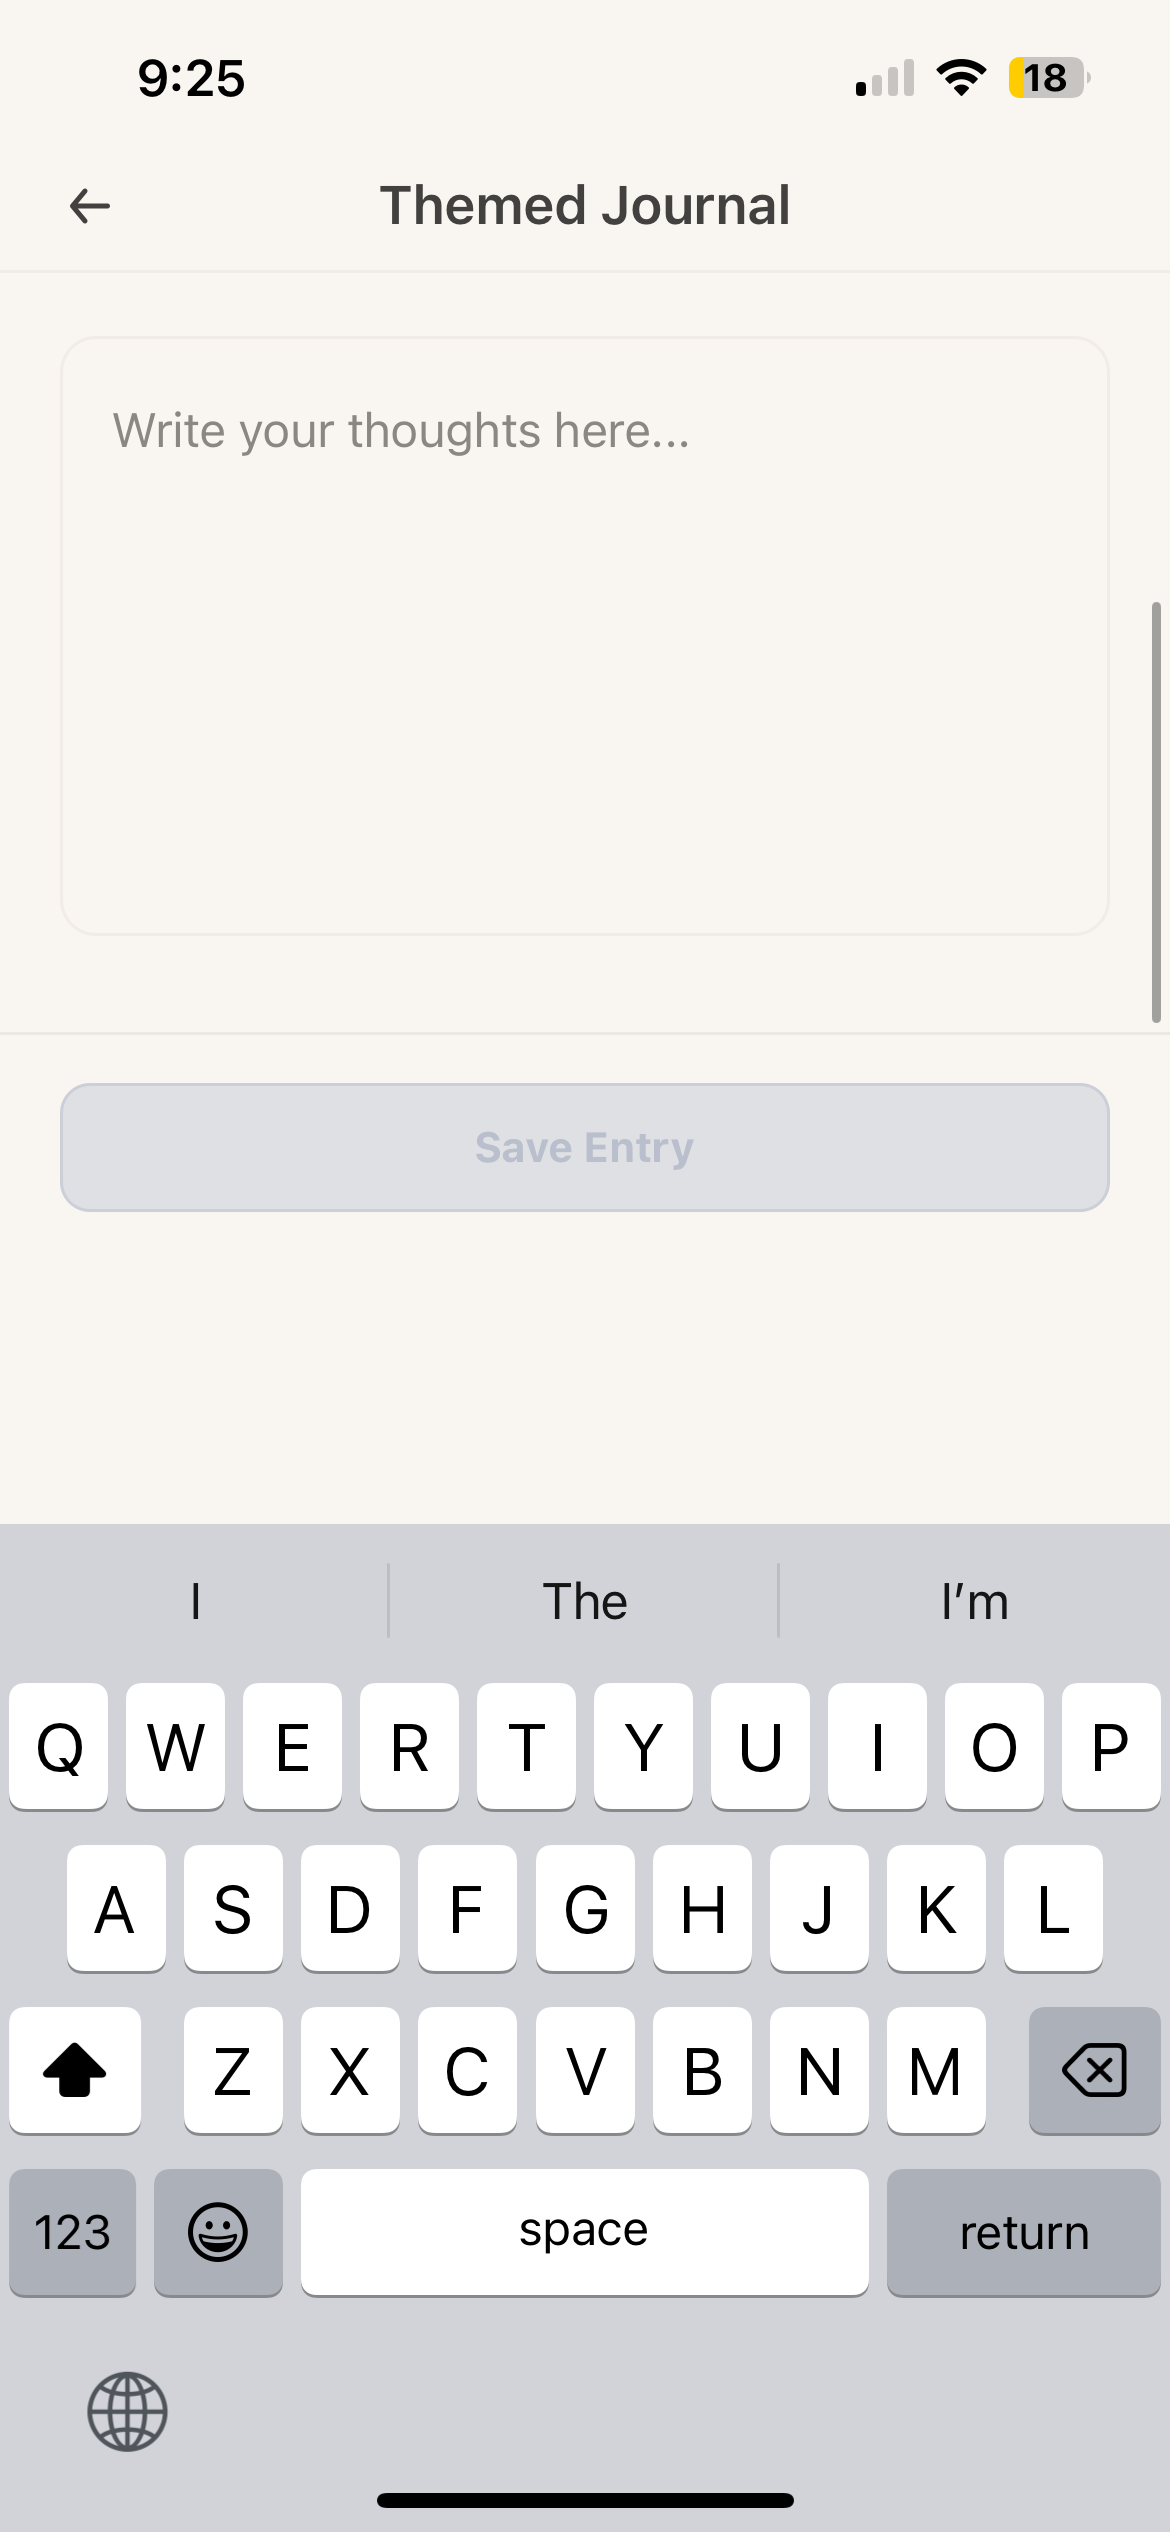 9:25
18
Themed Journal
Write your thoughts here...
Save Entry
I The I’m
Q W E R T Y U I O P
A S D F G H J K L
Z X C V B N M
123 space return